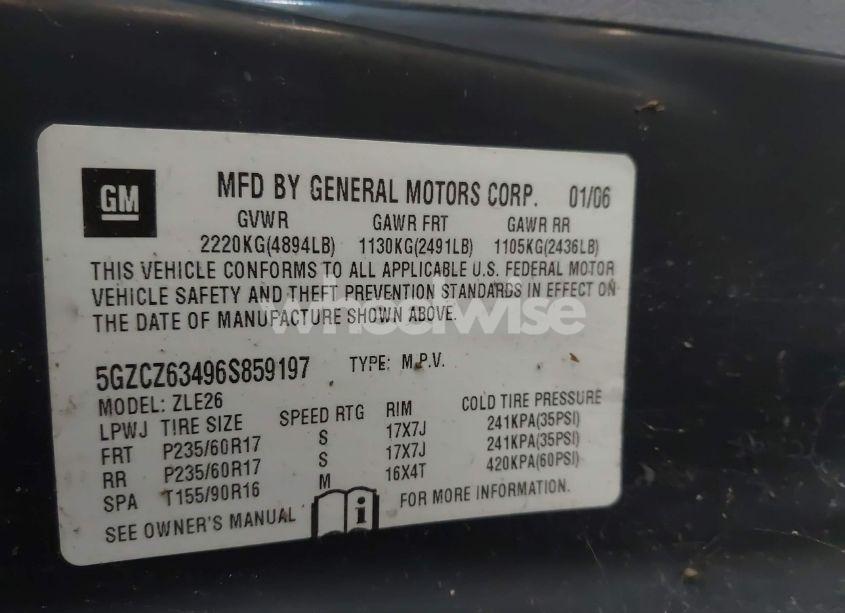 GM
MFD BY GENERAL MOTORS CORP. 01/06
GVWR GAWR FRT GAWR RR
2220KG(4894LB) 1130KG(2491LB) 1105KG(2436LB)
THIS VEHICLE CONFORMS TO ALL APPLICABLE U.S. FEDERAL MOTOR
VEHICLE SAFETY AND THEFT PREVENTION STANDARDS IN EFFECT ON
THE DATE OF MANUFACTURE SHOWN ABOVE.
wheelwise
5GZCZ63496S859197 TYPE: M.P.V.
MODEL: ZLE26
LPWJ TIRE SIZE SPEED RTG RIM COLD TIRE PRESSURE
FRT P235/60R17 S 17X7J 241KPA(35PSI)
RR P235/60R17 S 17X7J 241KPA(35PSI)
SPA T155/90R16 M 16X4T 420KPA(60PSI)
SEE OWNER'S MANUAL i FOR MORE INFORMATION.